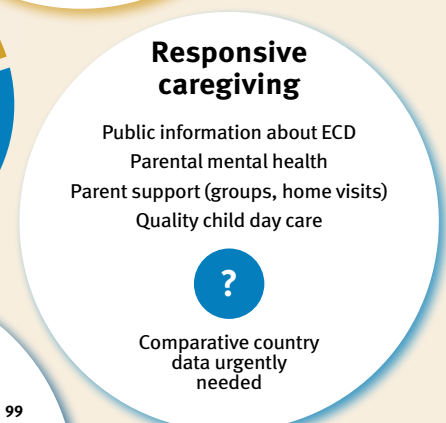 Responsive
caregiving
Public information about ECD
Parental mental health
Parent support (groups, home visits)
Quality child day care
?
Comparative country
data urgently
needed
99